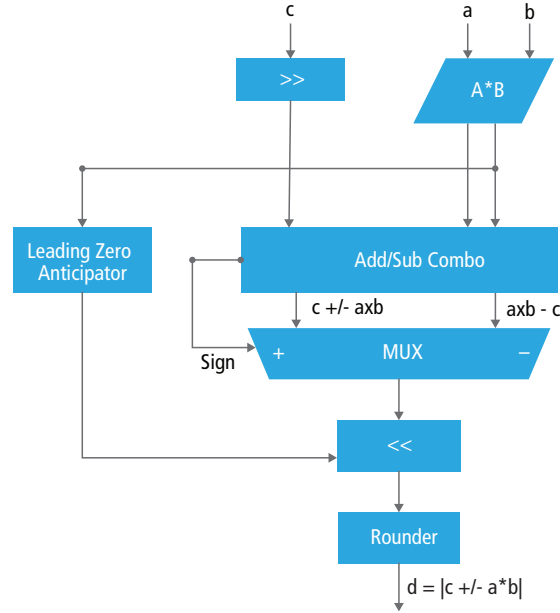 c
a
b
>>
A*B
Leading Zero
Anticipator
Add/Sub Combo
c +/- axb
axb - c
+
MUX
–
Sign
<<
Rounder
d = |c +/- a*b|